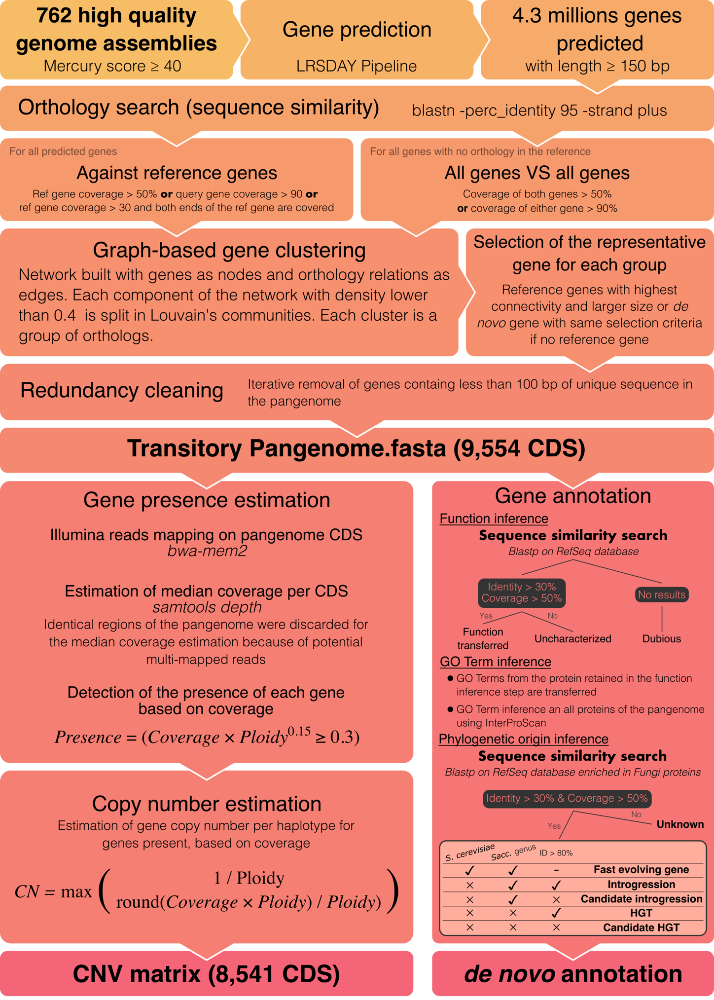 762 high quality
genome assemblies
Mercury score ≥ 40
Gene prediction
LRSDAY Pipeline
4.3 millions genes
predicted
with length ≥ 150 bp
Orthology search (sequence similarity)
blastn -perc_identity 95 -strand plus
For all predicted genes
Against reference genes
Ref gene coverage > 50% or query gene coverage > 90 or
ref gene coverage > 30 and both ends of the ref gene are covered
For all genes with no orthology in the reference
All genes VS all genes
Coverage of both genes > 50%
or coverage of either gene > 90%
Graph-based gene clustering
Network built with genes as nodes and orthology relations as
edges. Each component of the network with density lower
than 0.4 is split in Louvain's communities. Each cluster is a
group of orthologs.
Selection of the representative
gene for each group
Reference genes with highest
connectivity and larger size or de
novo gene with same selection criteria
if no reference gene
Redundancy cleaning
Iterative removal of genes containg less than 100 bp of unique sequence in
the pangenome
Transitory Pangenome.fasta (9,554 CDS)
Gene presence estimation
Illumina reads mapping on pangenome CDS
bwa-mem2
Estimation of median coverage per CDS
samtools depth
Identical regions of the pangenome were discarded for
the median coverage estimation because of potential
multi-mapped reads
Detection of the presence of each gene
based on coverage
Presence = (Coverage × Ploidy^0.15 ≥ 0.3)
Copy number estimation
Estimation of gene copy number per haplotype for
genes present, based on coverage
1 / Ploidy
CN = max ( )
round(Coverage × Ploidy) / Ploidy)
CNV matrix (8,541 CDS)
Gene annotation
Function inference
Sequence similarity search
Blastp on RefSeq database
Identity > 30%
Coverage > 50%
No results
Yes
No
Function
transferred
Uncharacterized
Dubious
GO Term inference
● GO Terms from the protein retained in the function
inference step are transferred
● GO Term inference an all proteins of the pangenome
using InterProScan
Phylogenetic origin inference
Sequence similarity search
Blastp on RefSeq database enriched in Fungi proteins
Identity > 30% & Coverage > 50%
Yes
No
Unknown
S. cerevisiae Sacc. genus ID > 80%
✓ ✓ - Fast evolving gene
× ✓ ✓ Introgression
× ✓ × Candidate introgression
× × ✓ HGT
× × × Candidate HGT
de novo annotation